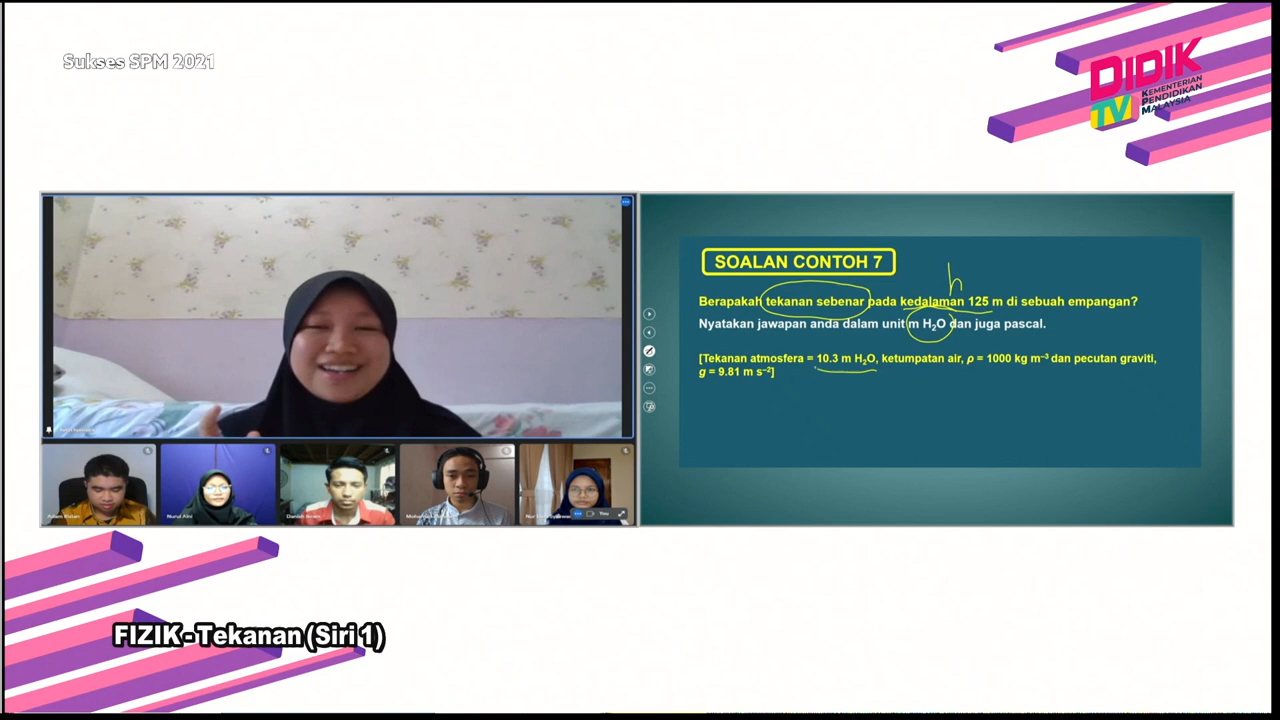 Sukses SPM 2021
DIDIK
TV
KEMENTERIAN
PENDIDIKAN
MALAYSIA
SOALAN CONTOH 7
h
Berapakah tekanan sebenar pada kedalaman 125 m di sebuah empangan?
Nyatakan jawapan anda dalam unit m H₂O dan juga pascal.
[Tekanan atmosfera = 10.3 m H₂O, ketumpatan air, ρ = 1000 kg m⁻³ dan pecutan graviti,
g = 9.81 m s⁻²]
Nurul Aini
You
FIZIK - Tekanan (Siri 1)